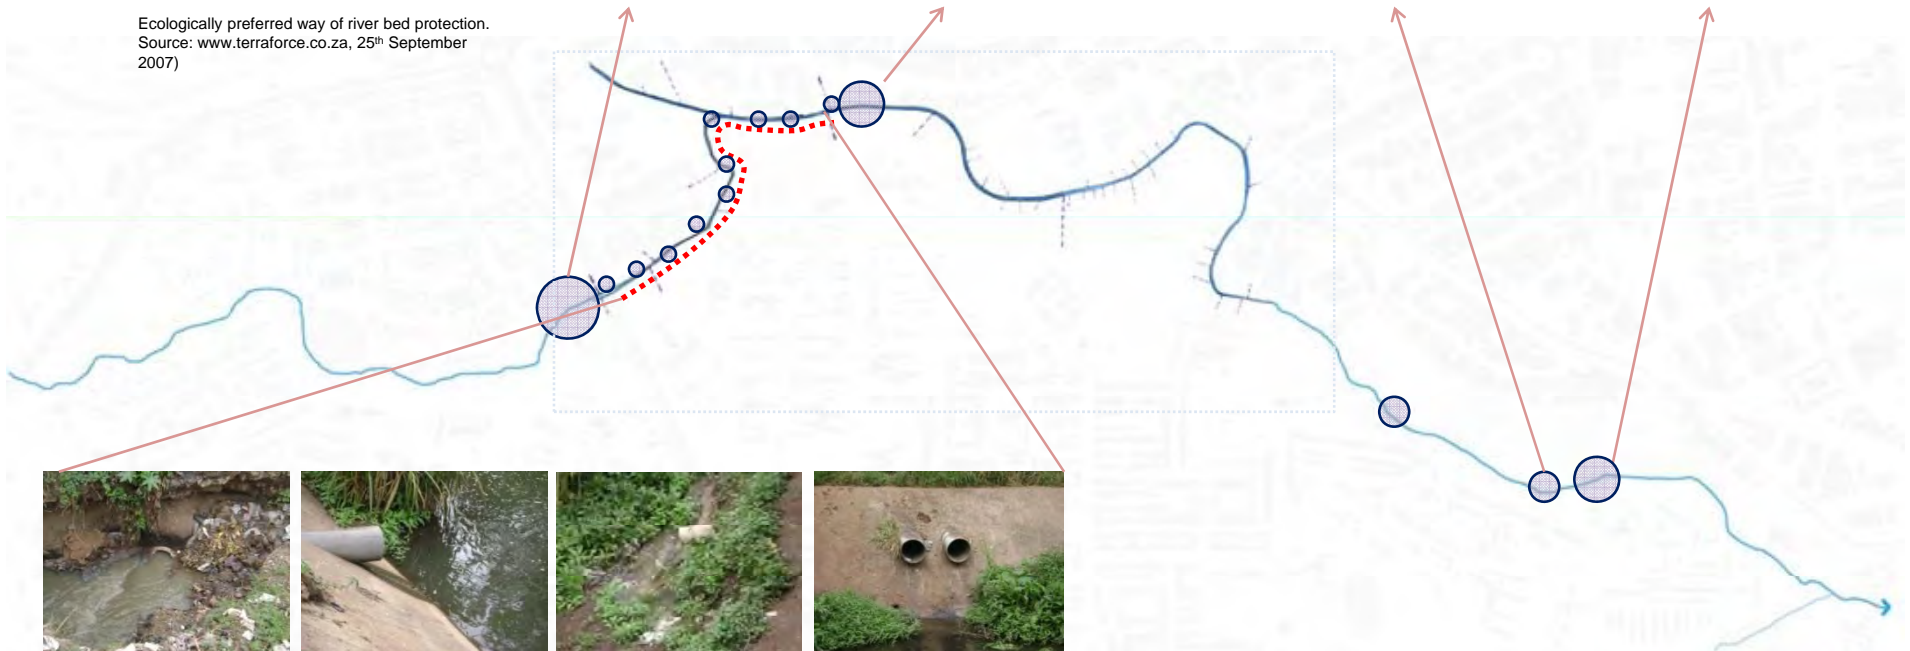 Ecologically preferred way of river bed protection.
Source: www.terraforce.co.za, 25th September
2007)